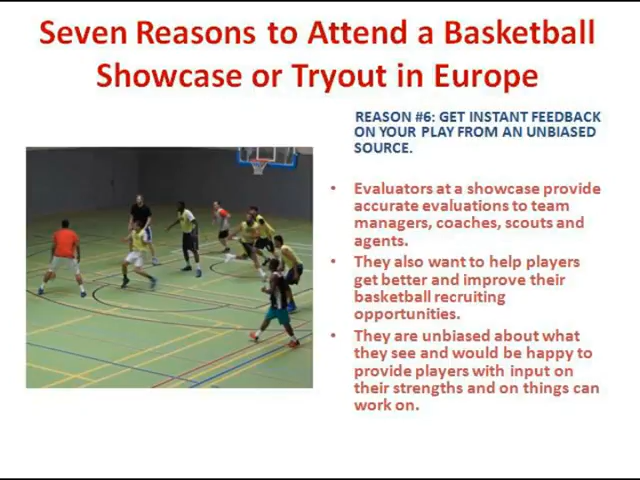 Seven Reasons to Attend a Basketball
Showcase or Tryout in Europe
REASON #6: GET INSTANT FEEDBACK
ON YOUR PLAY FROM AN UNBIASED
SOURCE.
• Evaluators at a showcase provide
accurate evaluations to team
managers, coaches, scouts and
agents.
• They also want to help players
get better and improve their
basketball recruiting
opportunities.
• They are unbiased about what
they see and would be happy to
provide players with input on
their strengths and on things can
work on.